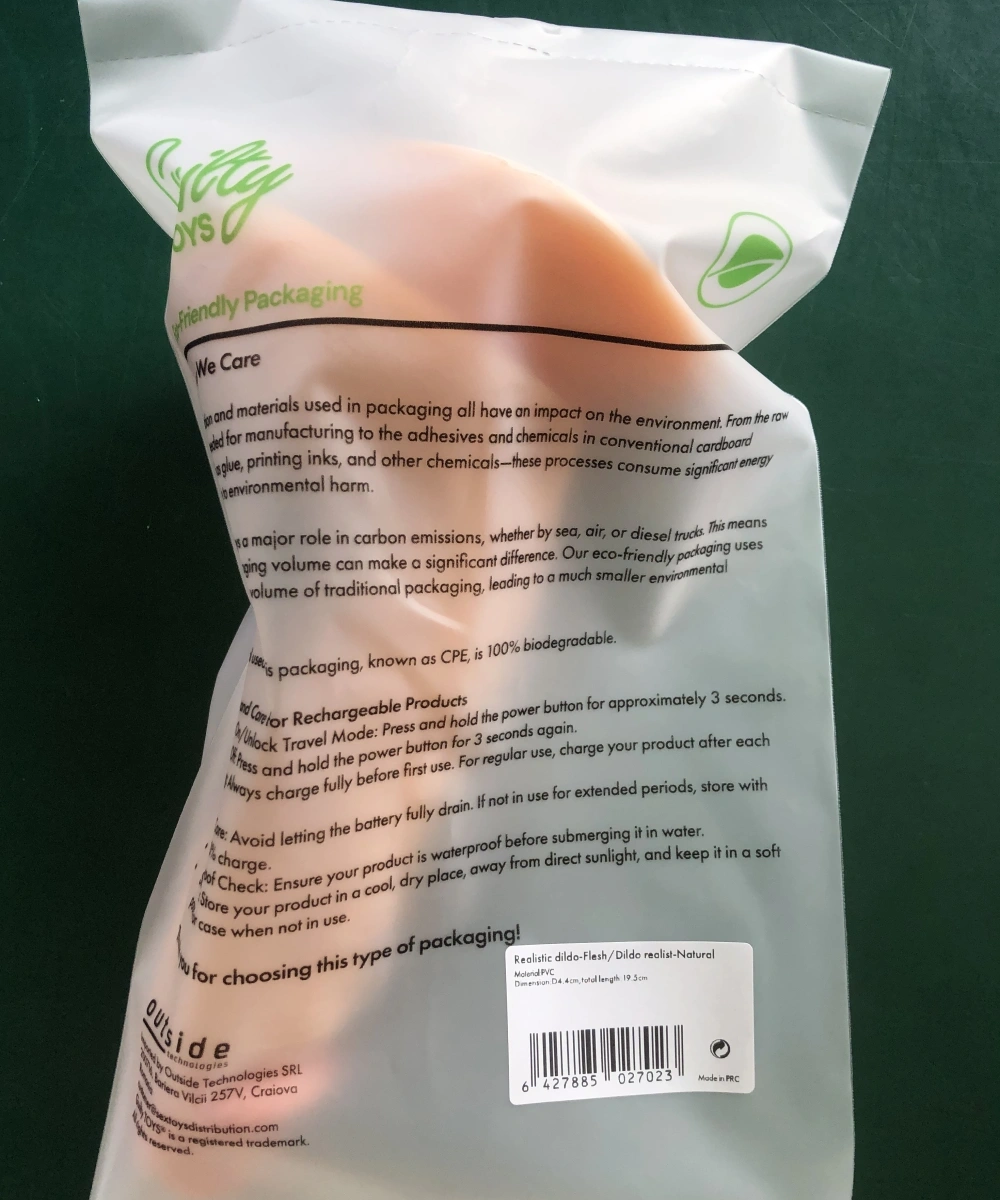 Guilty
TOYS
Friendly Packaging
We Care
and materials used in packaging all have an impact on the environment. From the raw
for manufacturing to the adhesives and chemicals in conventional cardboard
glue, printing inks, and other chemicals—these processes consume significant energy
environmental harm.
a major role in carbon emissions, whether by sea, air, or diesel trucks. This means
volume can make a significant difference. Our eco-friendly packaging uses
volume of traditional packaging, leading to a much smaller environmental
packaging, known as CPE, is 100% biodegradable.
Care for Rechargeable Products
/Unlock Travel Mode: Press and hold the power button for approximately 3 seconds.
Press and hold the power button for 3 seconds again.
Always charge fully before first use. For regular use, charge your product after each
Avoid letting the battery fully drain. If not in use for extended periods, store with
% charge.
Check: Ensure your product is waterproof before submerging it in water.
Store your product in a cool, dry place, away from direct sunlight, and keep it in a soft
case when not in use.
for choosing this type of packaging!
Realistic dildo-Flesh/Dildo realist-Natural
Material:PVC
Dimension:D4.4cm,total length:19.5cm
6 427885 027023
Made in PRC
outside
technologies
by Outside Technologies SRL
Bariera Vilcii 257V, Craiova
sextoysdistribution.com
TOYS® is a registered trademark.
reserved.